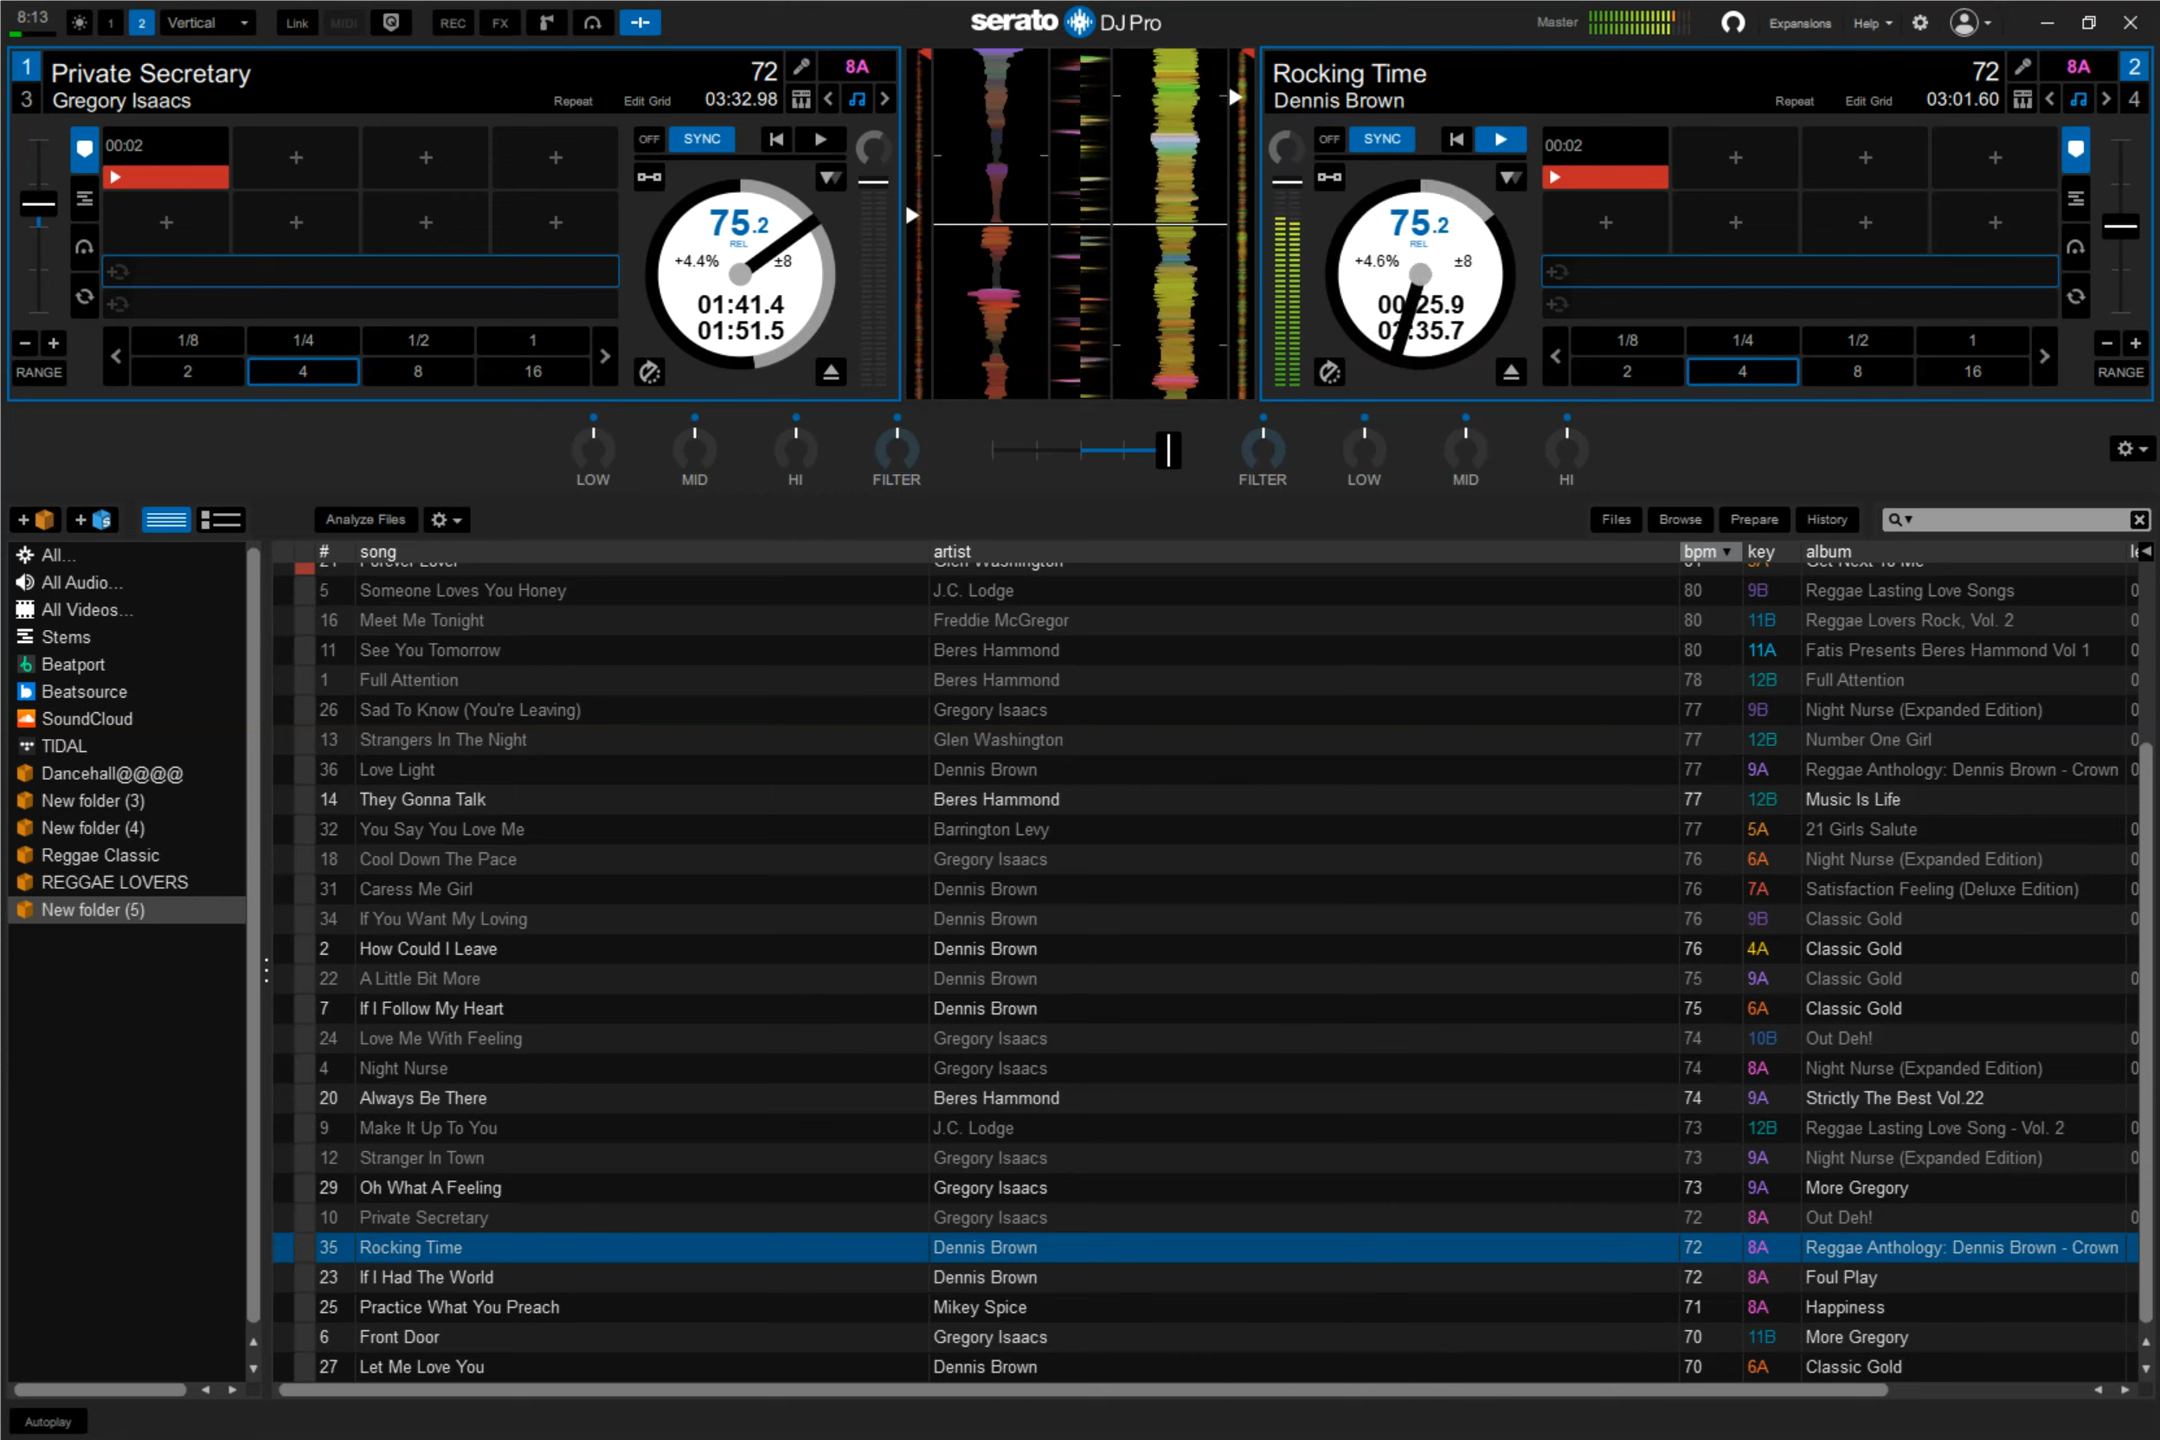 8:13 1 2 Vertical Link MIDI REC FX serato DJ Pro Master Expansions Help
1 Private Secretary 72 8A
3 Gregory Isaacs Repeat Edit Grid 03:32.98
Rocking Time 72 8A 2
Dennis Brown Repeat Edit Grid 03:01.60 4
00:02 OFF SYNC
75.2
REL
+4.4% ±8
01:41.4
01:51.5
1/8 1/4 1/2 1
RANGE 2 4 8 16
OFF SYNC 00:02
75.2
REL
+4.6% ±8
1/8 1/4 1/2 1
2 4 8 16 RANGE
LOW MID HI FILTER FILTER LOW MID HI
Analyze Files Files Browse Prepare History
All...
All Audio...
All Videos...
Stems
Beatport
Beatsource
SoundCloud
TIDAL
Dancehall@@@@
New folder (3)
New folder (4)
Reggae Classic
REGGAE LOVERS
New folder (5)
# song artist bpm key album
5 Someone Loves You Honey J.C. Lodge 80 9B Reggae Lasting Love Songs 0
16 Meet Me Tonight Freddie McGregor 80 11B Reggae Lovers Rock, Vol. 2 0
11 See You Tomorrow Beres Hammond 80 11A Fatis Presents Beres Hammond Vol 1 0
1 Full Attention Beres Hammond 78 12B Full Attention 0
26 Sad To Know (You're Leaving) Gregory Isaacs 77 9B Night Nurse (Expanded Edition) 0
13 Strangers In The Night Glen Washington 77 12B Number One Girl 0
36 Love Light Dennis Brown 77 9A Reggae Anthology: Dennis Brown - Crown 0
14 They Gonna Talk Beres Hammond 77 12B Music Is Life
32 You Say You Love Me Barrington Levy 77 5A 21 Girls Salute 0
18 Cool Down The Pace Gregory Isaacs 76 6A Night Nurse (Expanded Edition) 0
31 Caress Me Girl Dennis Brown 76 7A Satisfaction Feeling (Deluxe Edition) 0
34 If You Want My Loving Dennis Brown 76 9B Classic Gold 0
2 How Could I Leave Dennis Brown 76 4A Classic Gold
22 A Little Bit More Dennis Brown 75 9A Classic Gold 0
7 If I Follow My Heart Dennis Brown 75 6A Classic Gold
24 Love Me With Feeling Gregory Isaacs 74 10B Out Deh! 0
4 Night Nurse Gregory Isaacs 74 8A Night Nurse (Expanded Edition) 0
20 Always Be There Beres Hammond 74 9A Strictly The Best Vol.22
9 Make It Up To You J.C. Lodge 73 12B Reggae Lasting Love Song - Vol. 2 0
12 Stranger In Town Gregory Isaacs 73 9A Night Nurse (Expanded Edition) 0
29 Oh What A Feeling Gregory Isaacs 73 9A More Gregory
10 Private Secretary Gregory Isaacs 72 8A Out Deh! 0
35 Rocking Time Dennis Brown 72 8A Reggae Anthology: Dennis Brown - Crown
23 If I Had The World Dennis Brown 72 8A Foul Play
25 Practice What You Preach Mikey Spice 71 8A Happiness
6 Front Door Gregory Isaacs 70 11B More Gregory
27 Let Me Love You Dennis Brown 70 6A Classic Gold
Autoplay